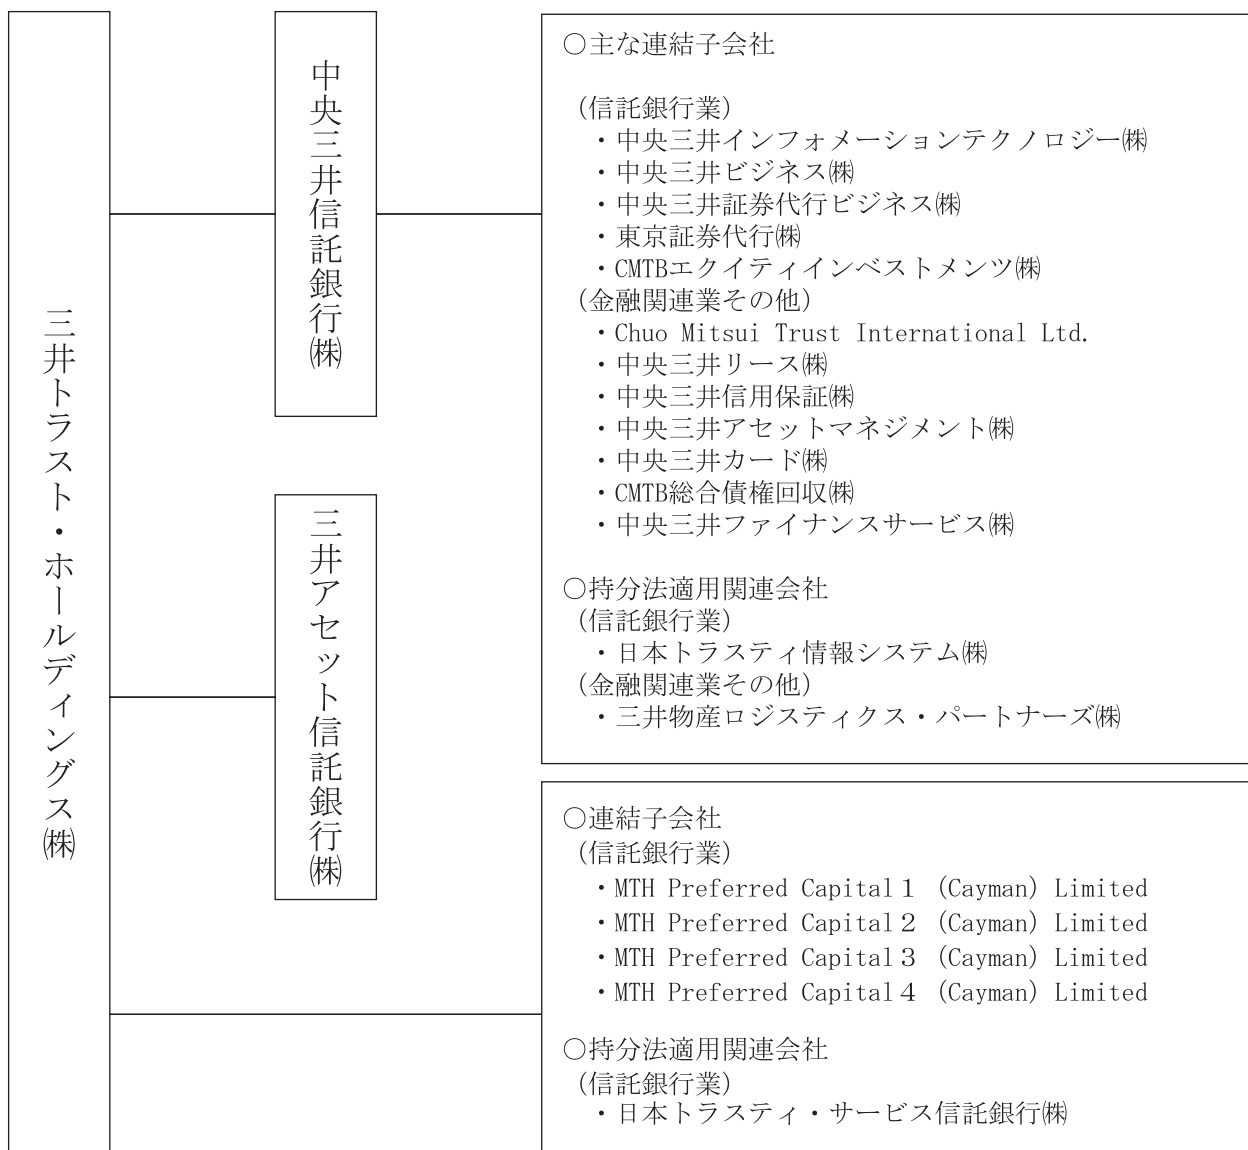 三井トラスト・ホールディングス㈱
中央三井信託銀行㈱
三井アセット信託銀行㈱
○主な連結子会社
（信託銀行業）
・中央三井インフォメーションテクノロジー㈱
・中央三井ビジネス㈱
・中央三井証券代行ビジネス㈱
・東京証券代行㈱
・CMTBエクイティインベストメンツ㈱
（金融関連業その他）
・Chuo Mitsui Trust International Ltd.
・中央三井リース㈱
・中央三井信用保証㈱
・中央三井アセットマネジメント㈱
・中央三井カード㈱
・CMTB総合債権回収㈱
・中央三井ファイナンスサービス㈱
○持分法適用関連会社
（信託銀行業）
・日本トラスティ情報システム㈱
（金融関連業その他）
・三井物産ロジスティクス・パートナーズ㈱
○連結子会社
（信託銀行業）
・MTH Preferred Capital１ (Cayman) Limited
・MTH Preferred Capital２ (Cayman) Limited
・MTH Preferred Capital３ (Cayman) Limited
・MTH Preferred Capital４ (Cayman) Limited
○持分法適用関連会社
（信託銀行業）
・日本トラスティ・サービス信託銀行㈱